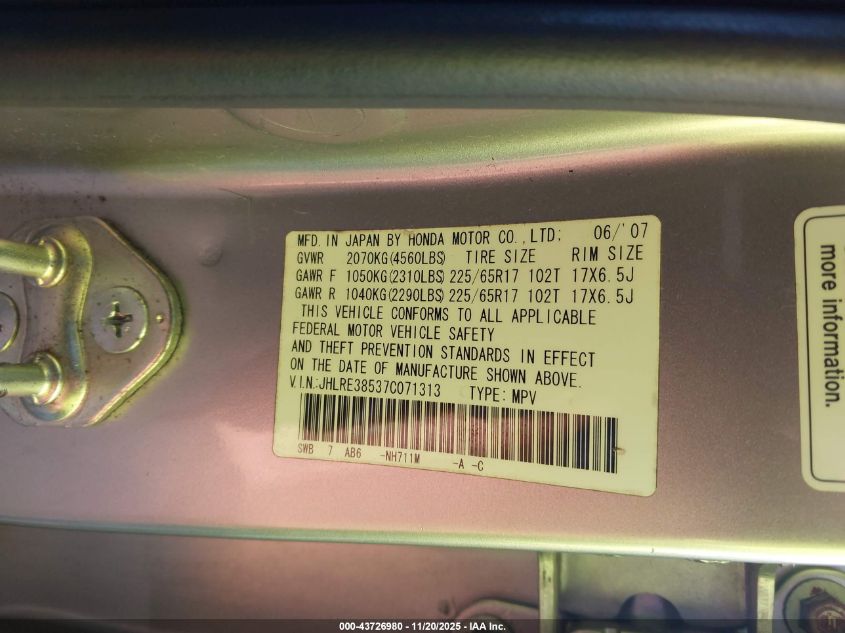 MFD. IN JAPAN BY HONDA MOTOR CO.,LTD: 06/'07
GVWR 2070KG(4560LBS) TIRE SIZE RIM SIZE
GAWR F 1050KG(2310LBS) 225/65R17 102T 17X6.5J
GAWR R 1040KG(2290LBS) 225/65R17 102T 17X6.5J
THIS VEHICLE CONFORMS TO ALL APPLICABLE
FEDERAL MOTOR VEHICLE SAFETY
AND THEFT PREVENTION STANDARDS IN EFFECT
ON THE DATE OF MANUFACTURE SHOWN ABOVE.
V.I.N:JHLRE38537C071313 TYPE: MPV
SWB 7 AB6 -NH711M -A -C
more information.
000-43726980 - 11/20/2025 - IAA Inc.